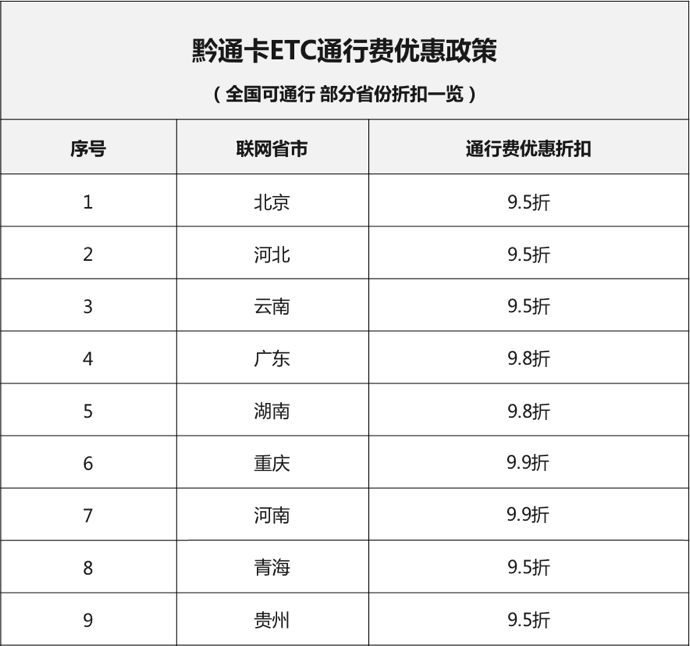 黔通卡ETC通行费优惠政策
（ 全国可通行 部分省份折扣一览 ）
序号 联网省市 通行费优惠折扣
1 北京 9.5折
2 河北 9.5折
3 云南 9.5折
4 广东 9.8折
5 湖南 9.8折
6 重庆 9.9折
7 河南 9.9折
8 青海 9.5折
9 贵州 9.5折